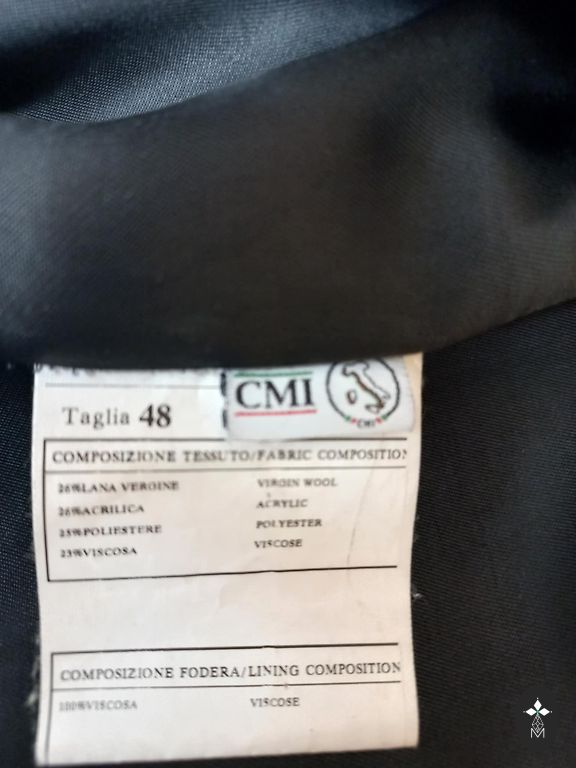 CMI
CMI
Taglia 48
COMPOSIZIONE TESSUTO/FABRIC COMPOSITION
26%LANA VERGINE VIRGIN WOOL
26%ACRILICA ACRYLIC
25%POLIESTERE POLYESTER
23%VISCOSA VISCOSE
COMPOSIZIONE FODERA/LINING COMPOSITION
100%VISCOSA VISCOSE
M